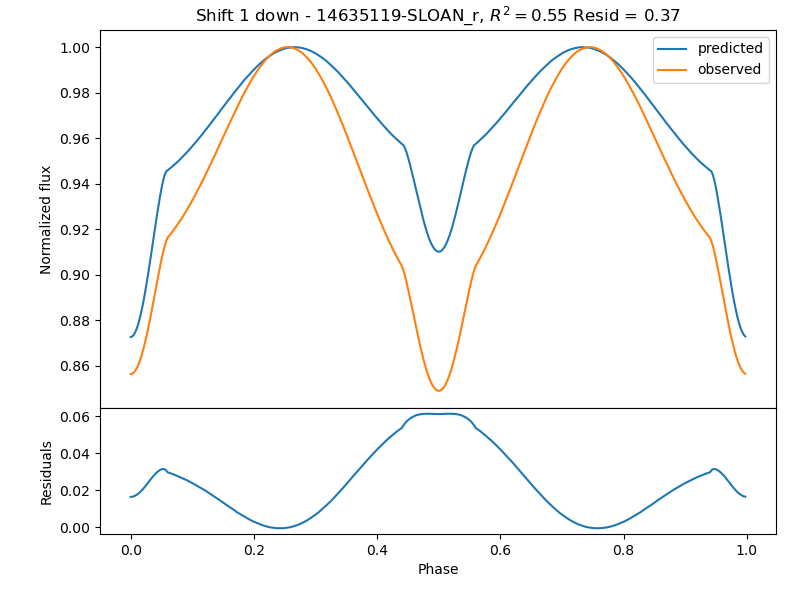 Shift 1 down - 14635119-SLOAN_r, $R^2 = 0.55$ Resid = 0.37
predicted
observed
1.00
0.98
0.96
0.94
0.92
0.90
0.88
0.86
Normalized flux
0.06
0.04
0.02
0.00
Residuals
0.0 0.2 0.4 0.6 0.8 1.0
Phase